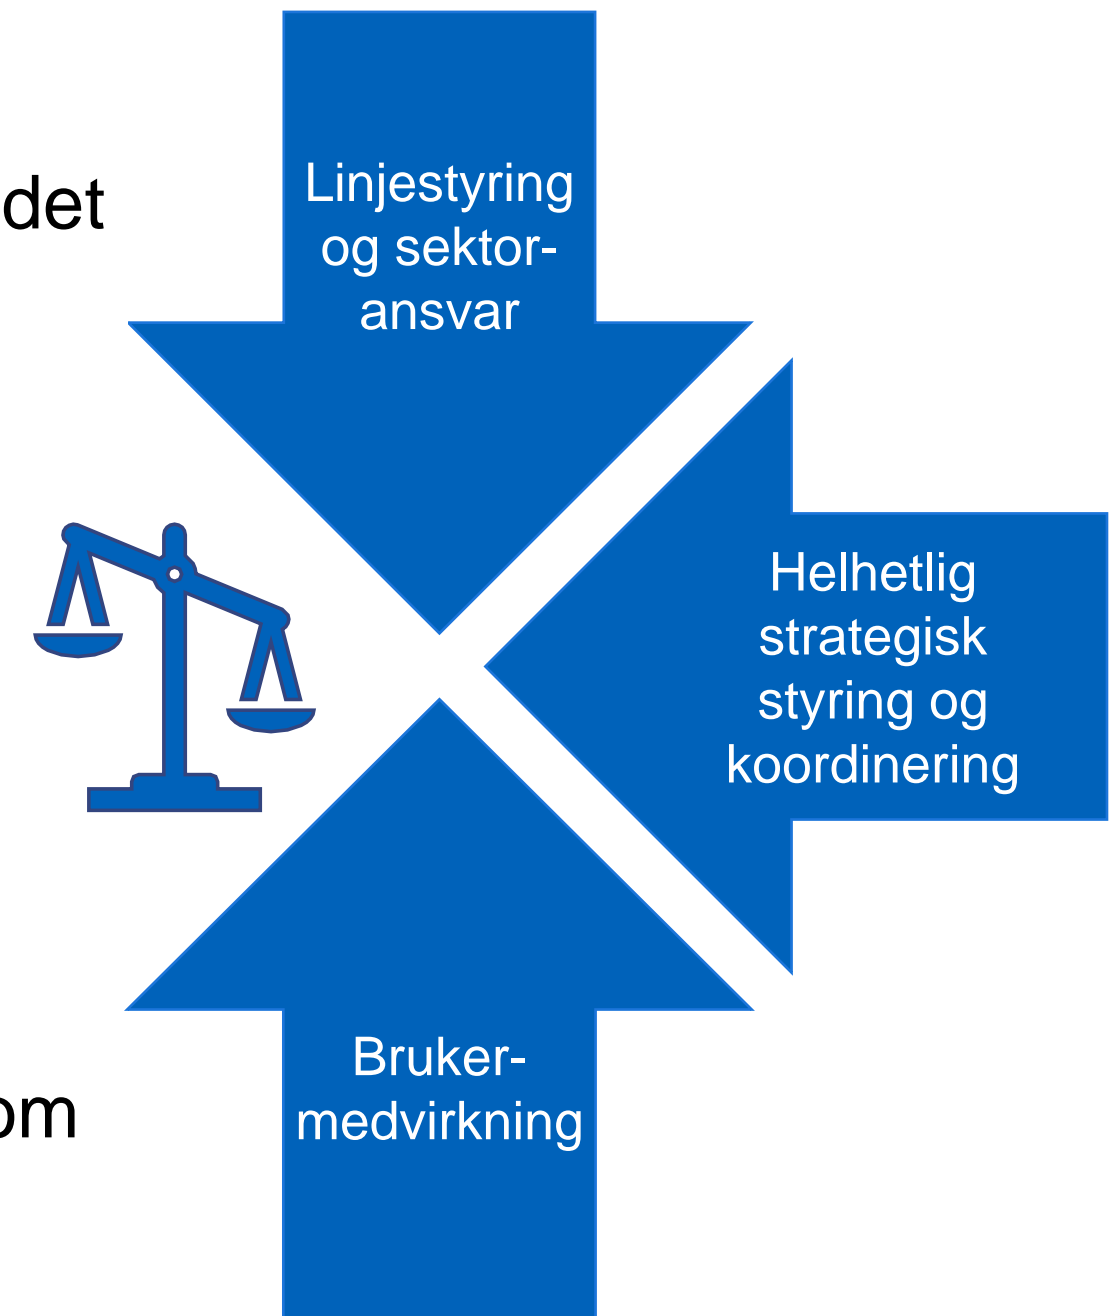 det
Linjestyring
og sektor-
ansvar
Helhetlig
strategisk
styring og
koordinering
Bruker-
medvirkning
om